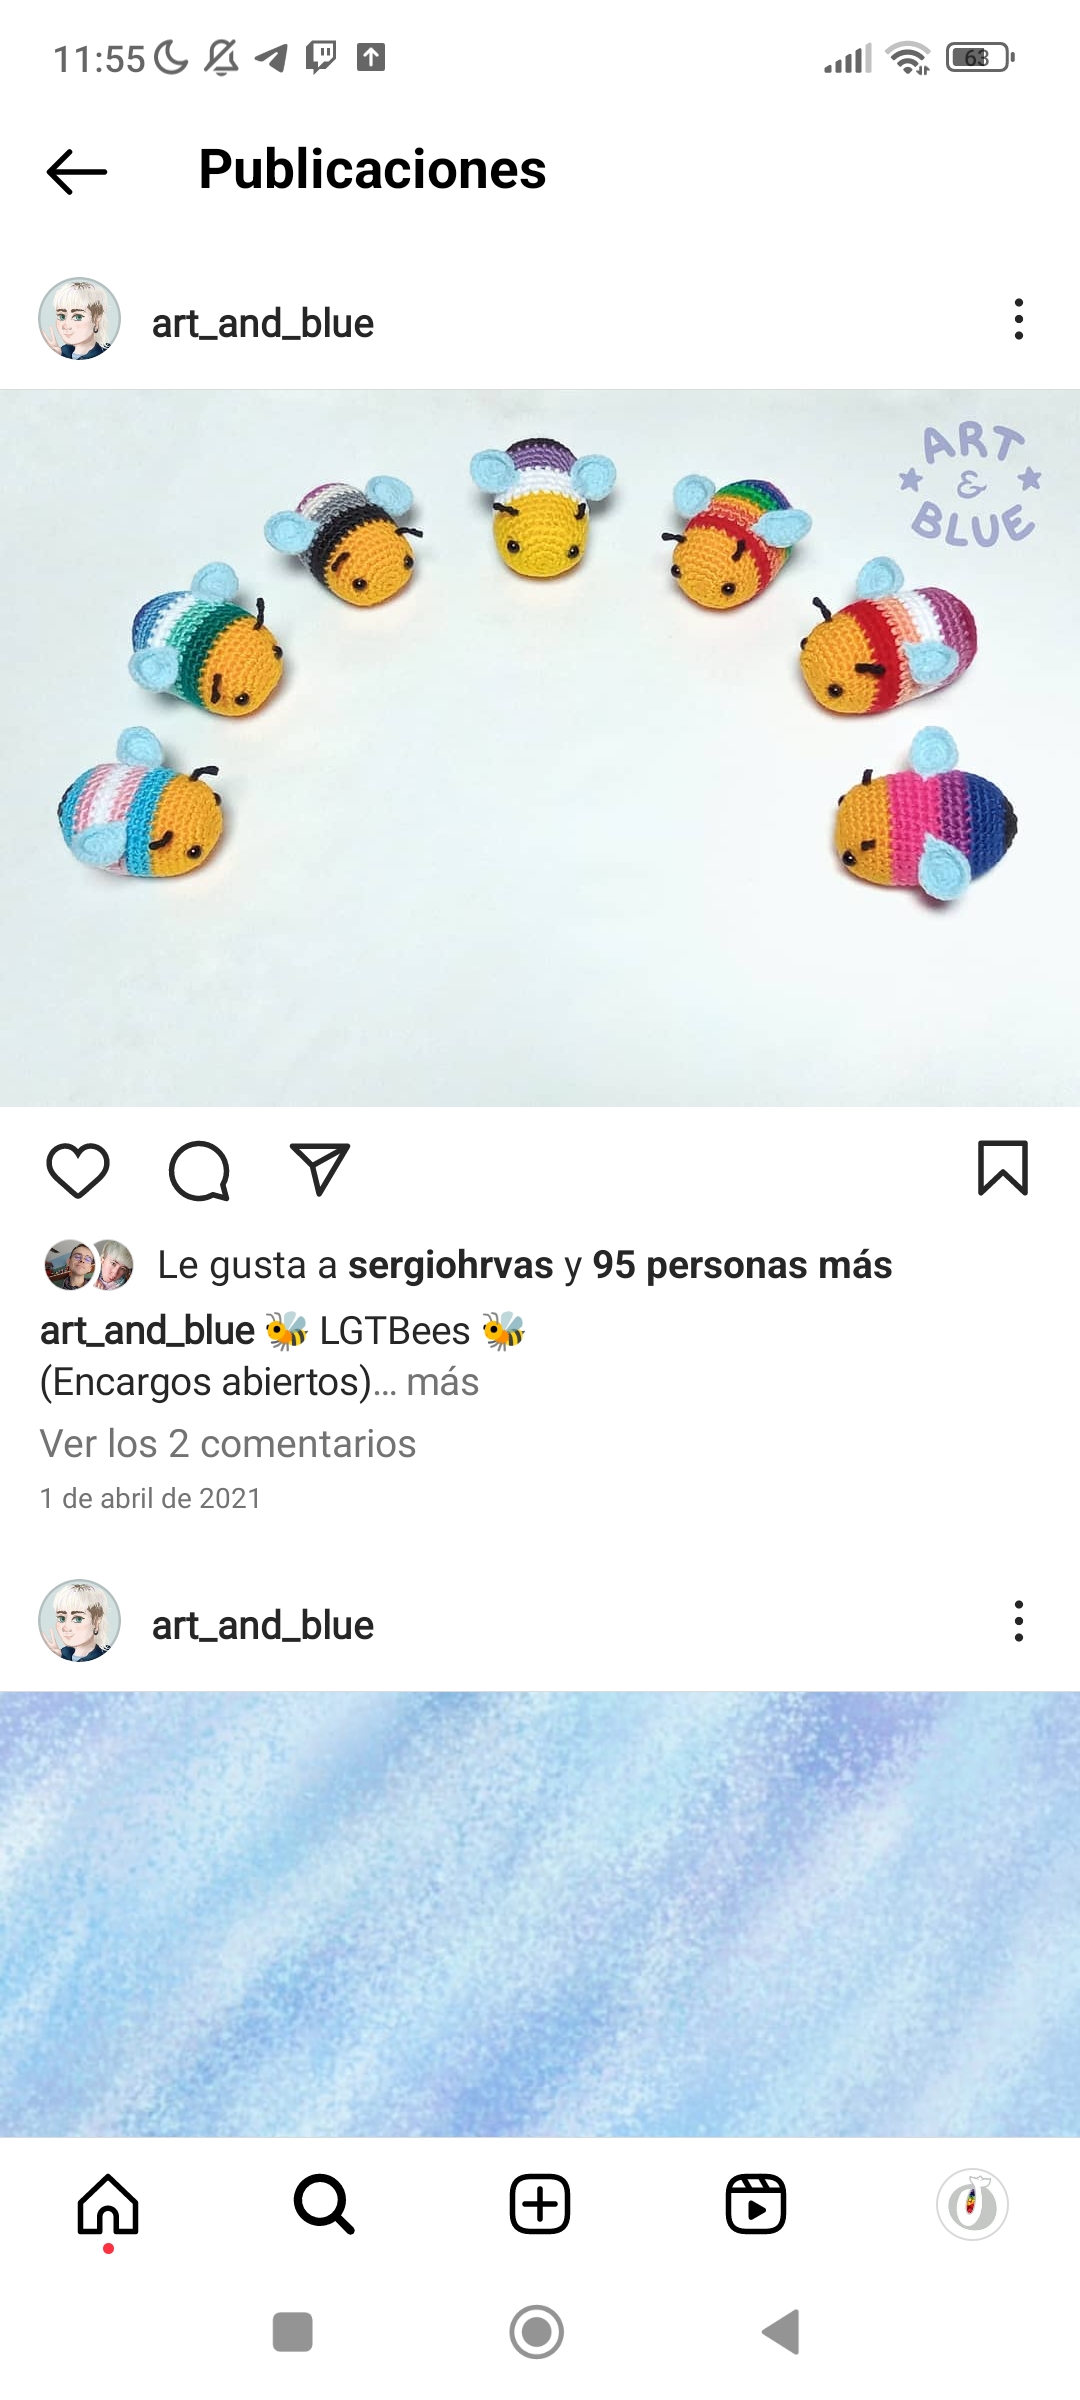 11:55
63
Publicaciones
art_and_blue
ART
&
BLUE
Le gusta a sergiohrvas y 95 personas más
art_and_blue 🐝 LGTBees 🐝
(Encargos abiertos)... más
Ver los 2 comentarios
1 de abril de 2021
art_and_blue